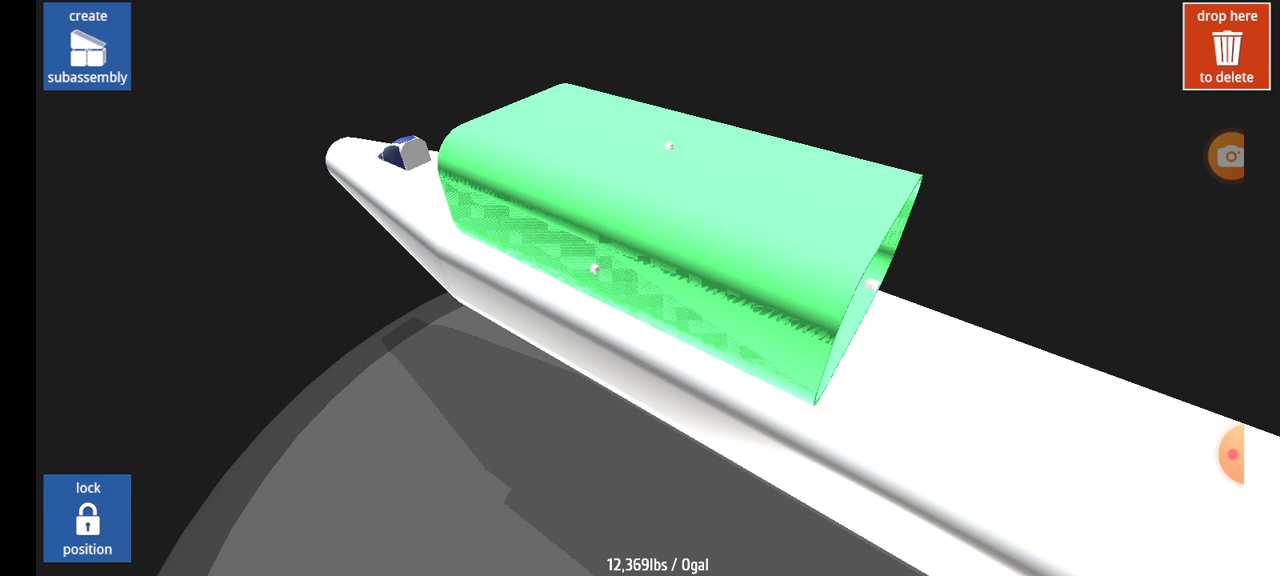 create
subassembly
drop here
to delete
lock
position
12,369lbs / 0gal